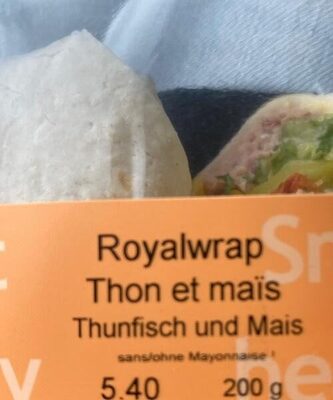 Royalwrap
Thon et maïs
Thunfisch und Mais
sans/ohne Mayonnaise !
5.40 200 g